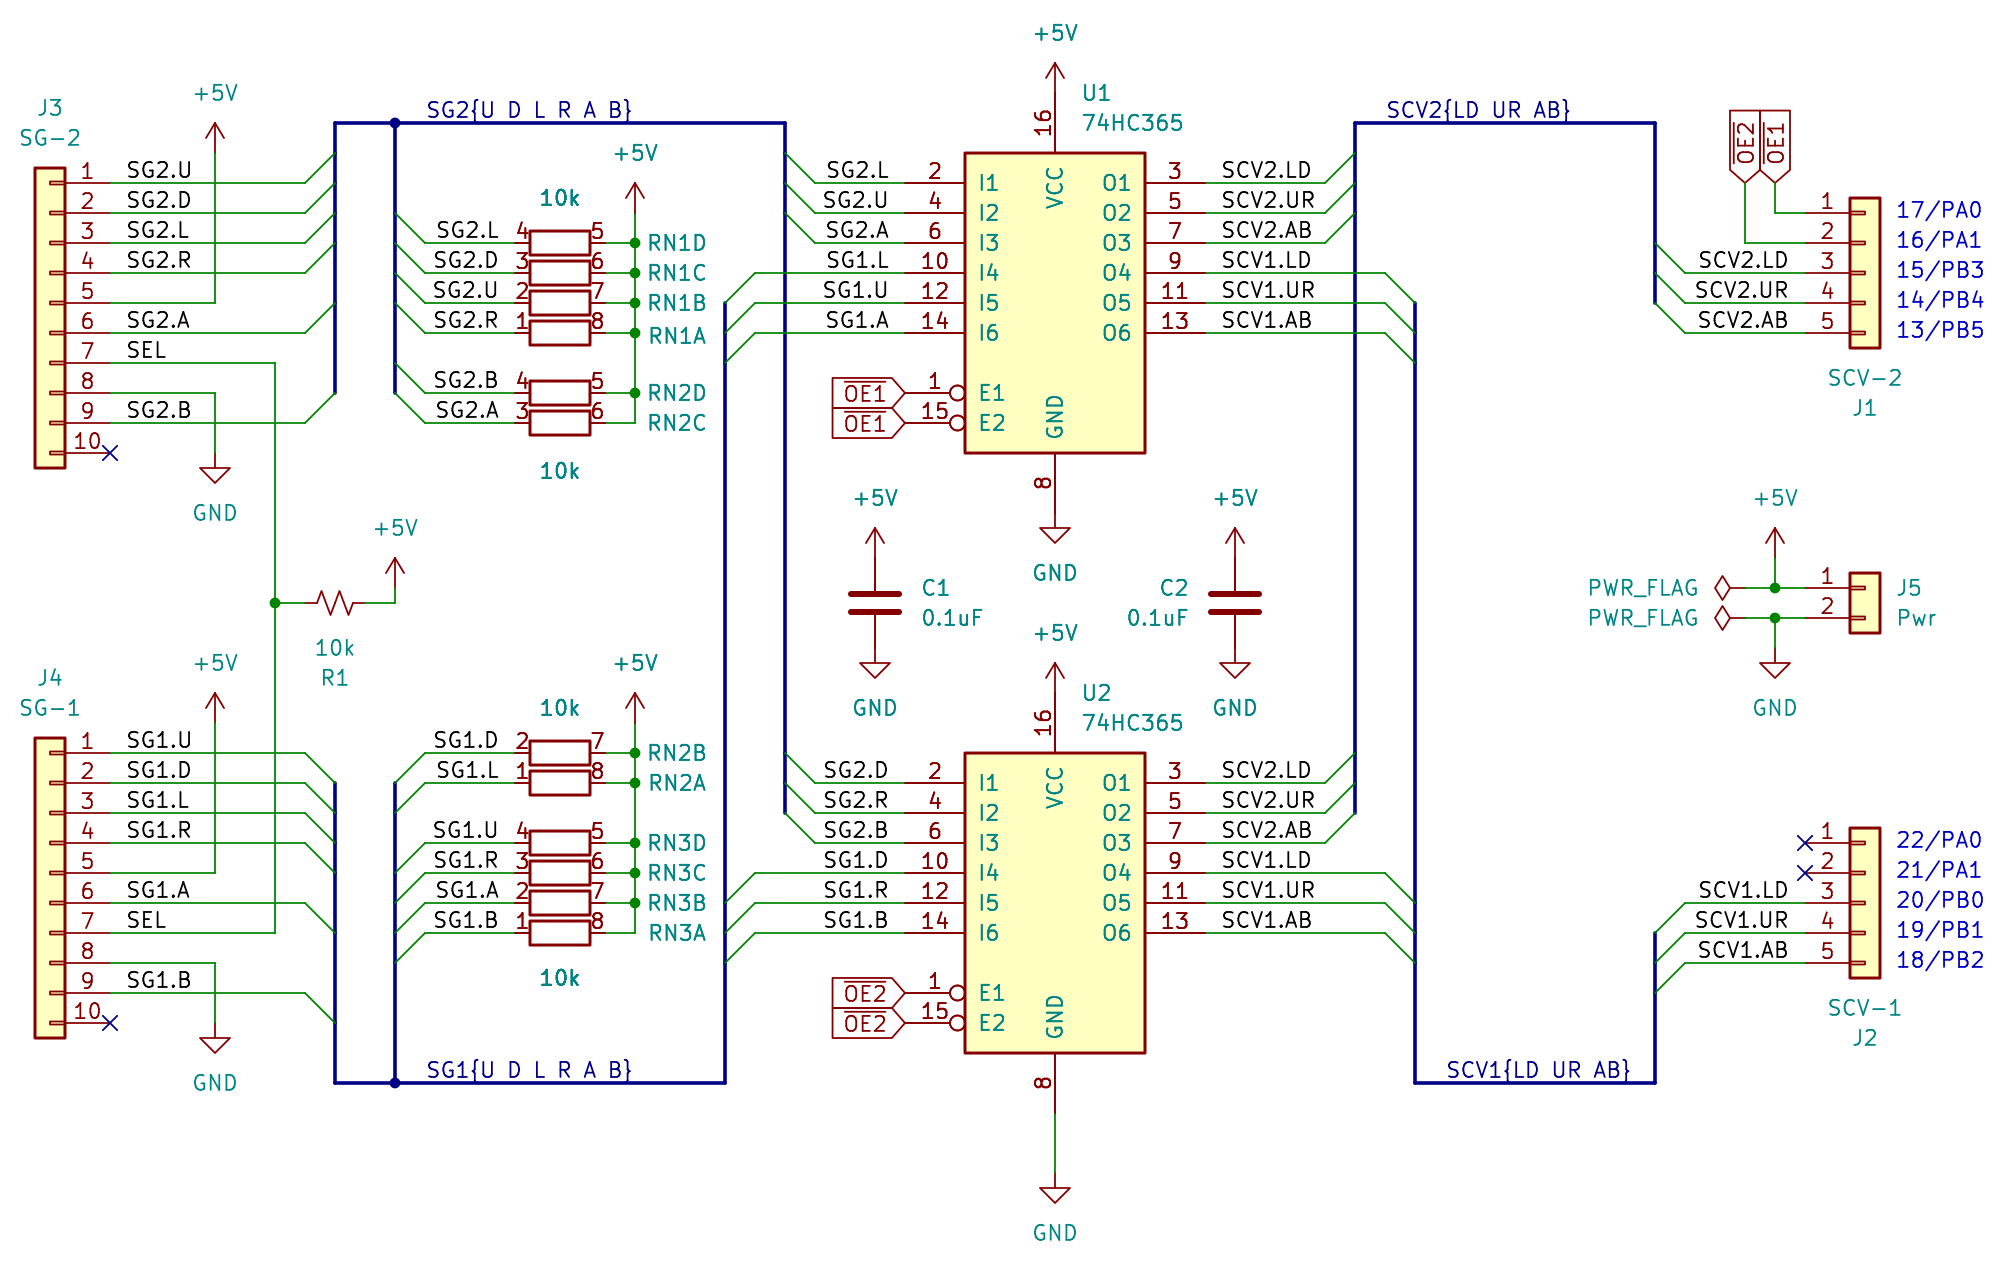 J3
SG-2
+5V
1 SG2.U
2 SG2.D
3 SG2.L
4 SG2.R
5
6 SG2.A
7 SEL
8
9 SG2.B
10
GND
SG2{U D L R A B}
+5V
10k
SG2.L 4 5 RN1D
SG2.D 3 6 RN1C
SG2.U 2 7 RN1B
SG2.R 1 8 RN1A
SG2.B 4 5 RN2D
SG2.A 3 6 RN2C
10k
+5V
10k
R1
J4
SG-1
+5V
1 SG1.U
2 SG1.D
3 SG1.L
4 SG1.R
5
6 SG1.A
7 SEL
8
9 SG1.B
10
GND
+5V
10k
SG1.D 2 7 RN2B
SG1.L 1 8 RN2A
SG1.U 4 5 RN3D
SG1.R 3 6 RN3C
SG1.A 2 7 RN3B
SG1.B 1 8 RN3A
10k
SG1{U D L R A B}
+5V
U1
74HC365
16
VCC
SG2.L 2 I1 O1 3 SCV2.LD
SG2.U 4 I2 O2 5 SCV2.UR
SG2.A 6 I3 O3 7 SCV2.AB
SG1.L 10 I4 O4 9 SCV1.LD
SG1.U 12 I5 O5 11 SCV1.UR
SG1.A 14 I6 O6 13 SCV1.AB
OE1 1 E1
OE1 15 E2
GND
8
GND
+5V
C1
0.1uF
GND
+5V
C2
0.1uF
GND
+5V
U2
74HC365
16
VCC
SG2.D 2 I1 O1 3 SCV2.LD
SG2.R 4 I2 O2 5 SCV2.UR
SG2.B 6 I3 O3 7 SCV2.AB
SG1.D 10 I4 O4 9 SCV1.LD
SG1.R 12 I5 O5 11 SCV1.UR
SG1.B 14 I6 O6 13 SCV1.AB
OE2 1 E1
OE2 15 E2
GND
8
GND
SCV2{LD UR AB}
OE2
OE1
1 17/PA0
2 16/PA1
SCV2.LD 3 15/PB3
SCV2.UR 4 14/PB4
SCV2.AB 5 13/PB5
SCV-2
J1
+5V
PWR_FLAG 1 J5
PWR_FLAG 2 Pwr
GND
1 22/PA0
2 21/PA1
SCV1.LD 3 20/PB0
SCV1.UR 4 19/PB1
SCV1.AB 5 18/PB2
SCV-1
J2
SCV1{LD UR AB}